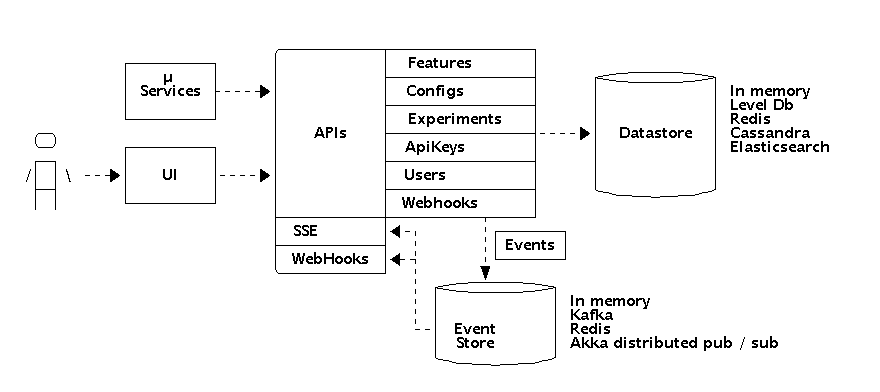 µ
Services
UI
APIs
Features
Configs
Experiments
ApiKeys
Users
Webhooks
SSE
WebHooks
Datastore
In memory
Level Db
Redis
Cassandra
Elasticsearch
Events
Event
Store
In memory
Kafka
Redis
Akka distributed pub / sub